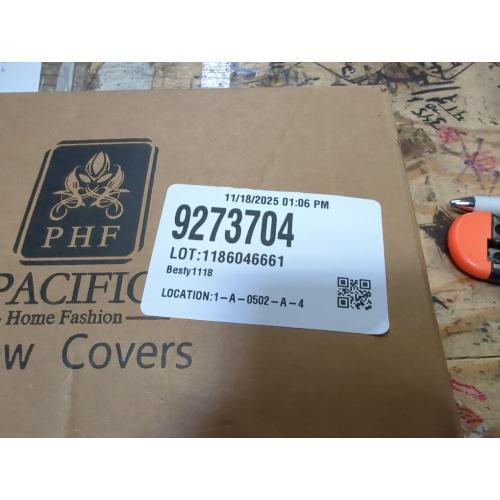 PHF
PACIFIC
Home Fashion
Covers
11/18/2025 01:06 PM
9273704
LOT:1186046661
Besty1118
LOCATION:1-A-0502-A-4